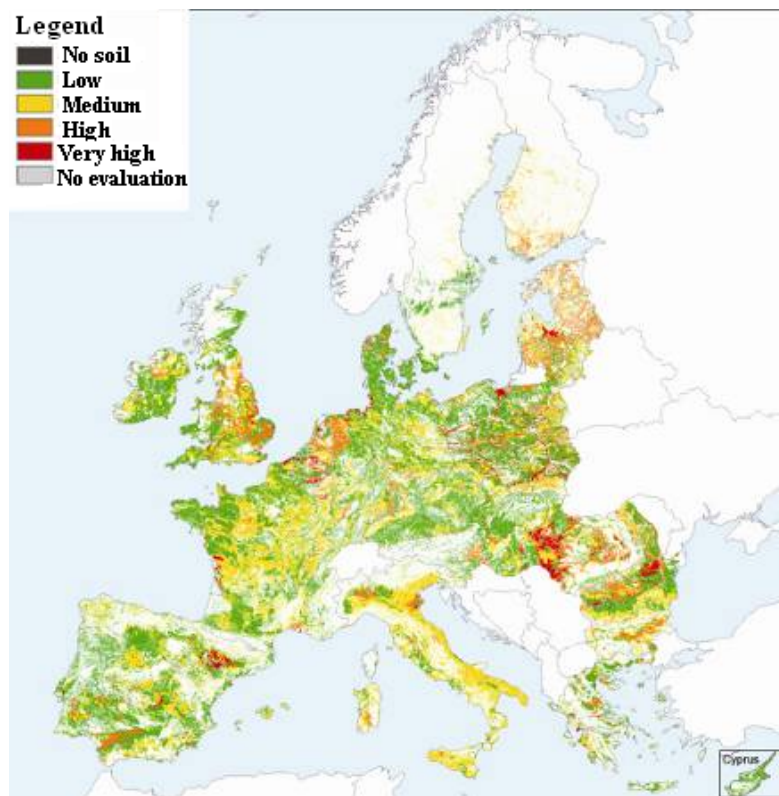 Legend
No soil
Low
Medium
High
Very high
No evaluation
Cyprus